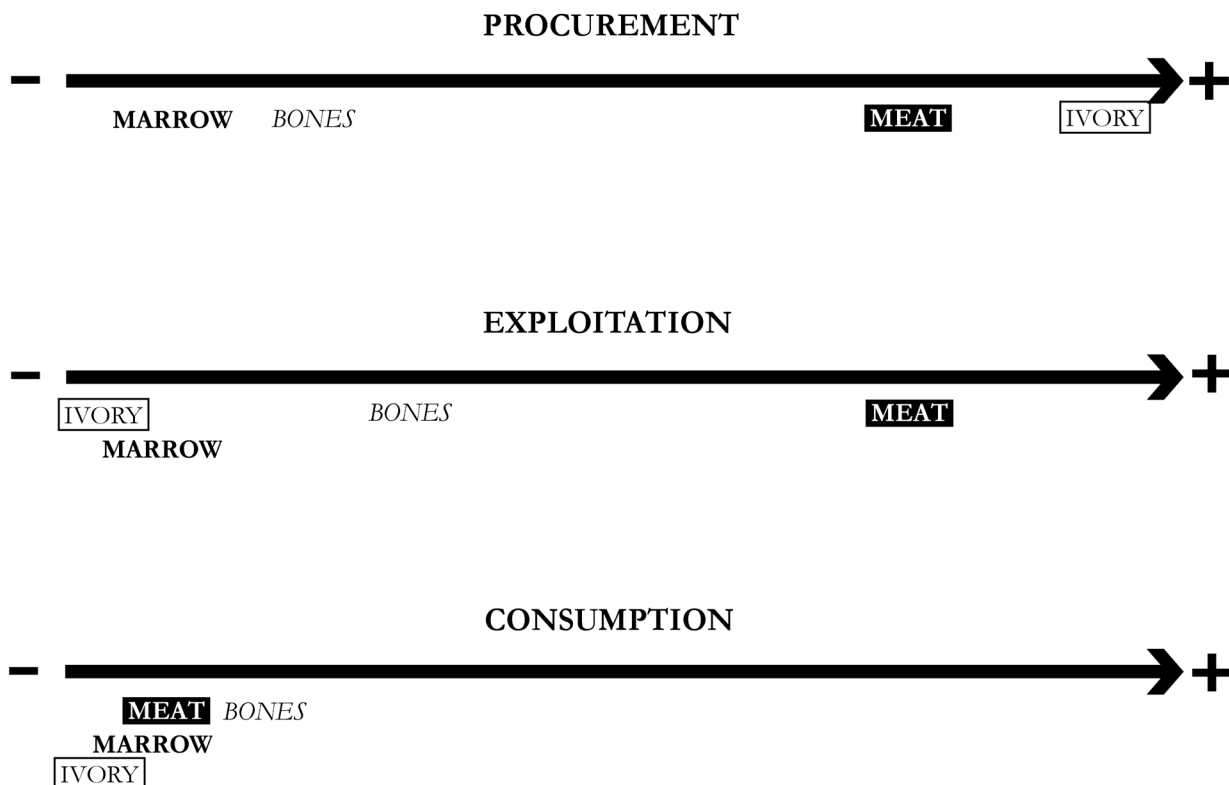 PROCUREMENT
- +
MARROW BONES MEAT IVORY
EXPLOITATION
- +
IVORY BONES MEAT
MARROW
CONSUMPTION
- +
MEAT BONES
MARROW
IVORY